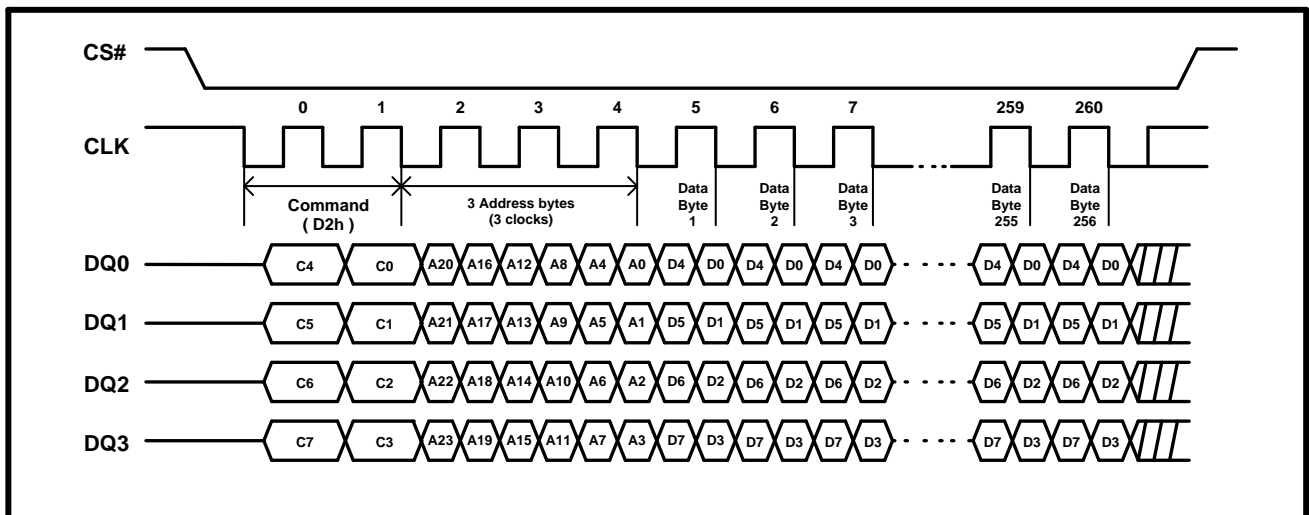 CS#
0 1 2 3 4 5 6 7 259 260
CLK
Command
( D2h )
3 Address bytes
(3 clocks)
Data
Byte
1
Data
Byte
2
Data
Byte
3
Data
Byte
255
Data
Byte
256
DQ0 C4 C0 A20 A16 A12 A8 A4 A0 D4 D0 D4 D0 D4 D0 D4 D0 D4 D0
DQ1 C5 C1 A21 A17 A13 A9 A5 A1 D5 D1 D5 D1 D5 D1 D5 D1 D5 D1
DQ2 C6 C2 A22 A18 A14 A10 A6 A2 D6 D2 D6 D2 D6 D2 D6 D2 D6 D2
DQ3 C7 C3 A23 A19 A15 A11 A7 A3 D7 D3 D7 D3 D7 D3 D7 D3 D7 D3